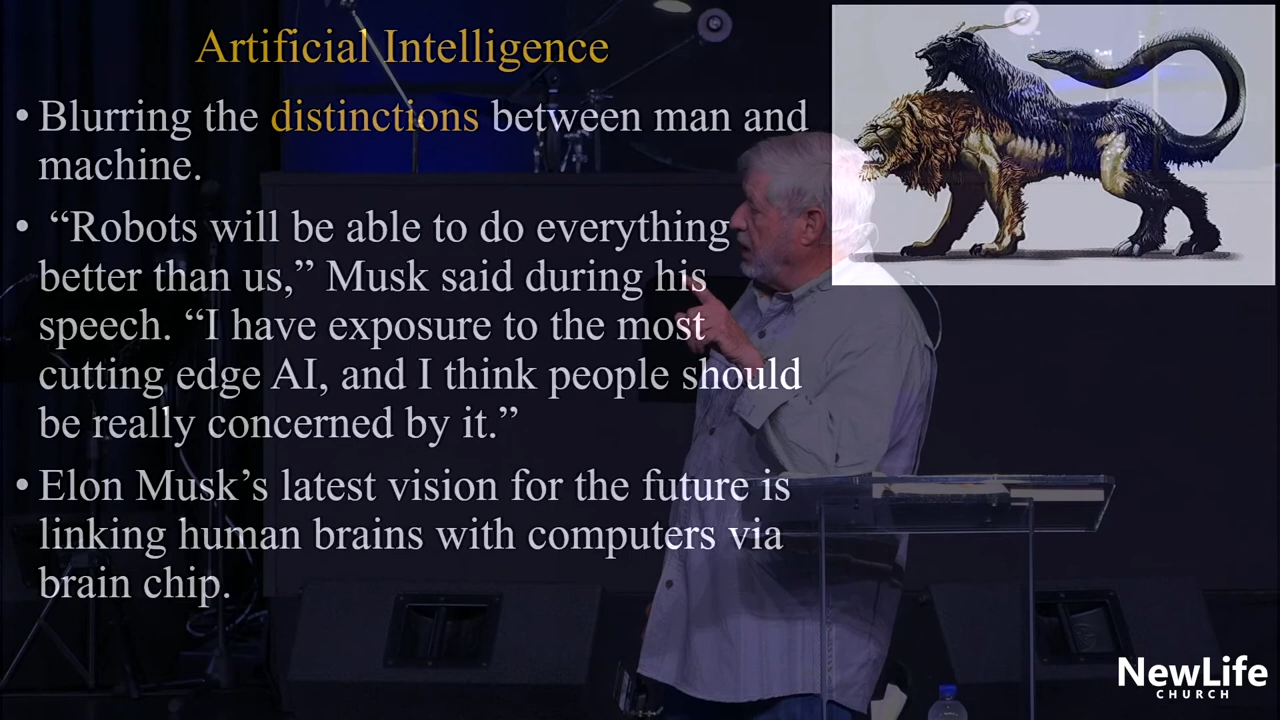 Artificial Intelligence
• Blurring the distinctions between man and
machine.
• “Robots will be able to do everything
better than us,” Musk said during his
speech. “I have exposure to the most
cutting edge AI, and I think people should
be really concerned by it.”
• Elon Musk’s latest vision for the future is
linking human brains with computers via
brain chip.
NewLife
CHURCH